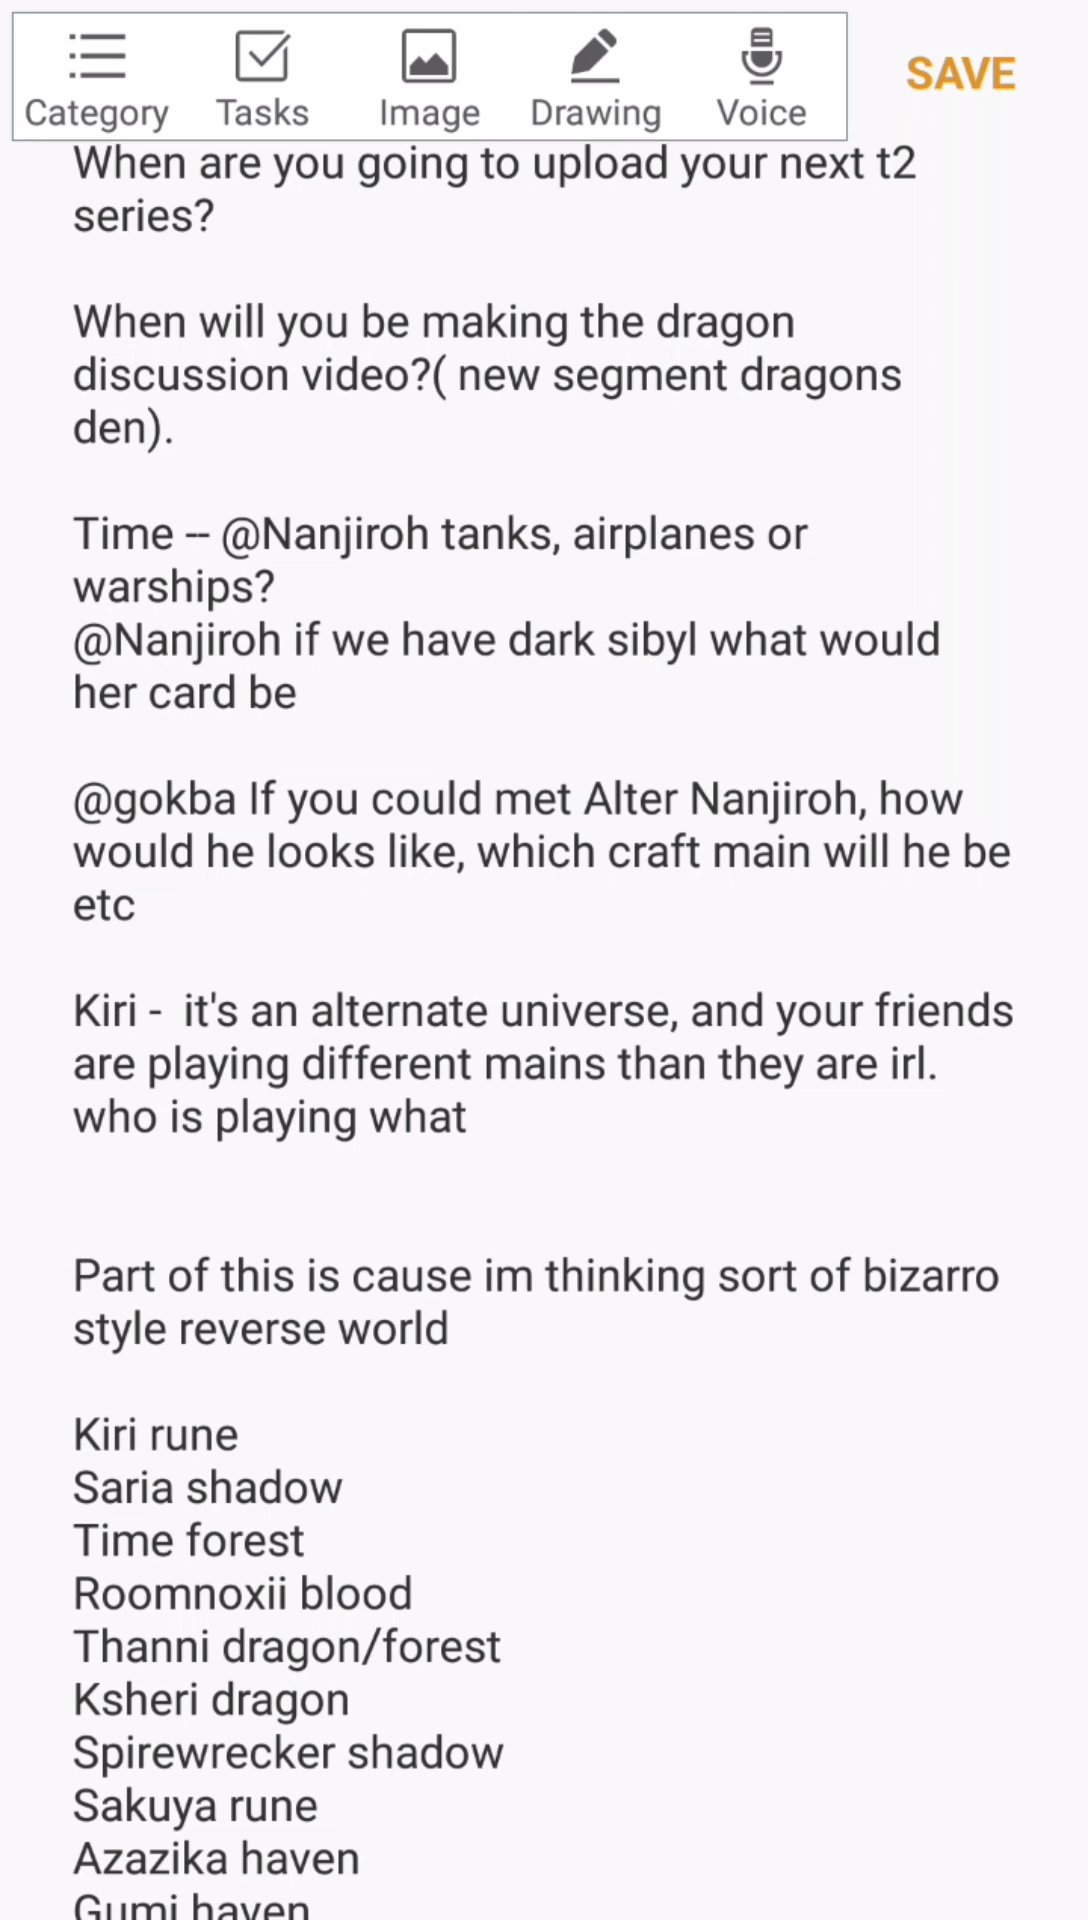 Category Tasks Image Drawing Voice SAVE
When are you going to upload your next t2
series?
When will you be making the dragon
discussion video?( new segment dragons
den).
Time -- @Nanjiroh tanks, airplanes or
warships?
@Nanjiroh if we have dark sibyl what would
her card be
@gokba If you could met Alter Nanjiroh, how
would he looks like, which craft main will he be
etc
Kiri -  it's an alternate universe, and your friends
are playing different mains than they are irl.
who is playing what
Part of this is cause im thinking sort of bizarro
style reverse world
Kiri rune
Saria shadow
Time forest
Roomnoxii blood
Thanni dragon/forest
Ksheri dragon
Spirewrecker shadow
Sakuya rune
Azazika haven
Gumi haven